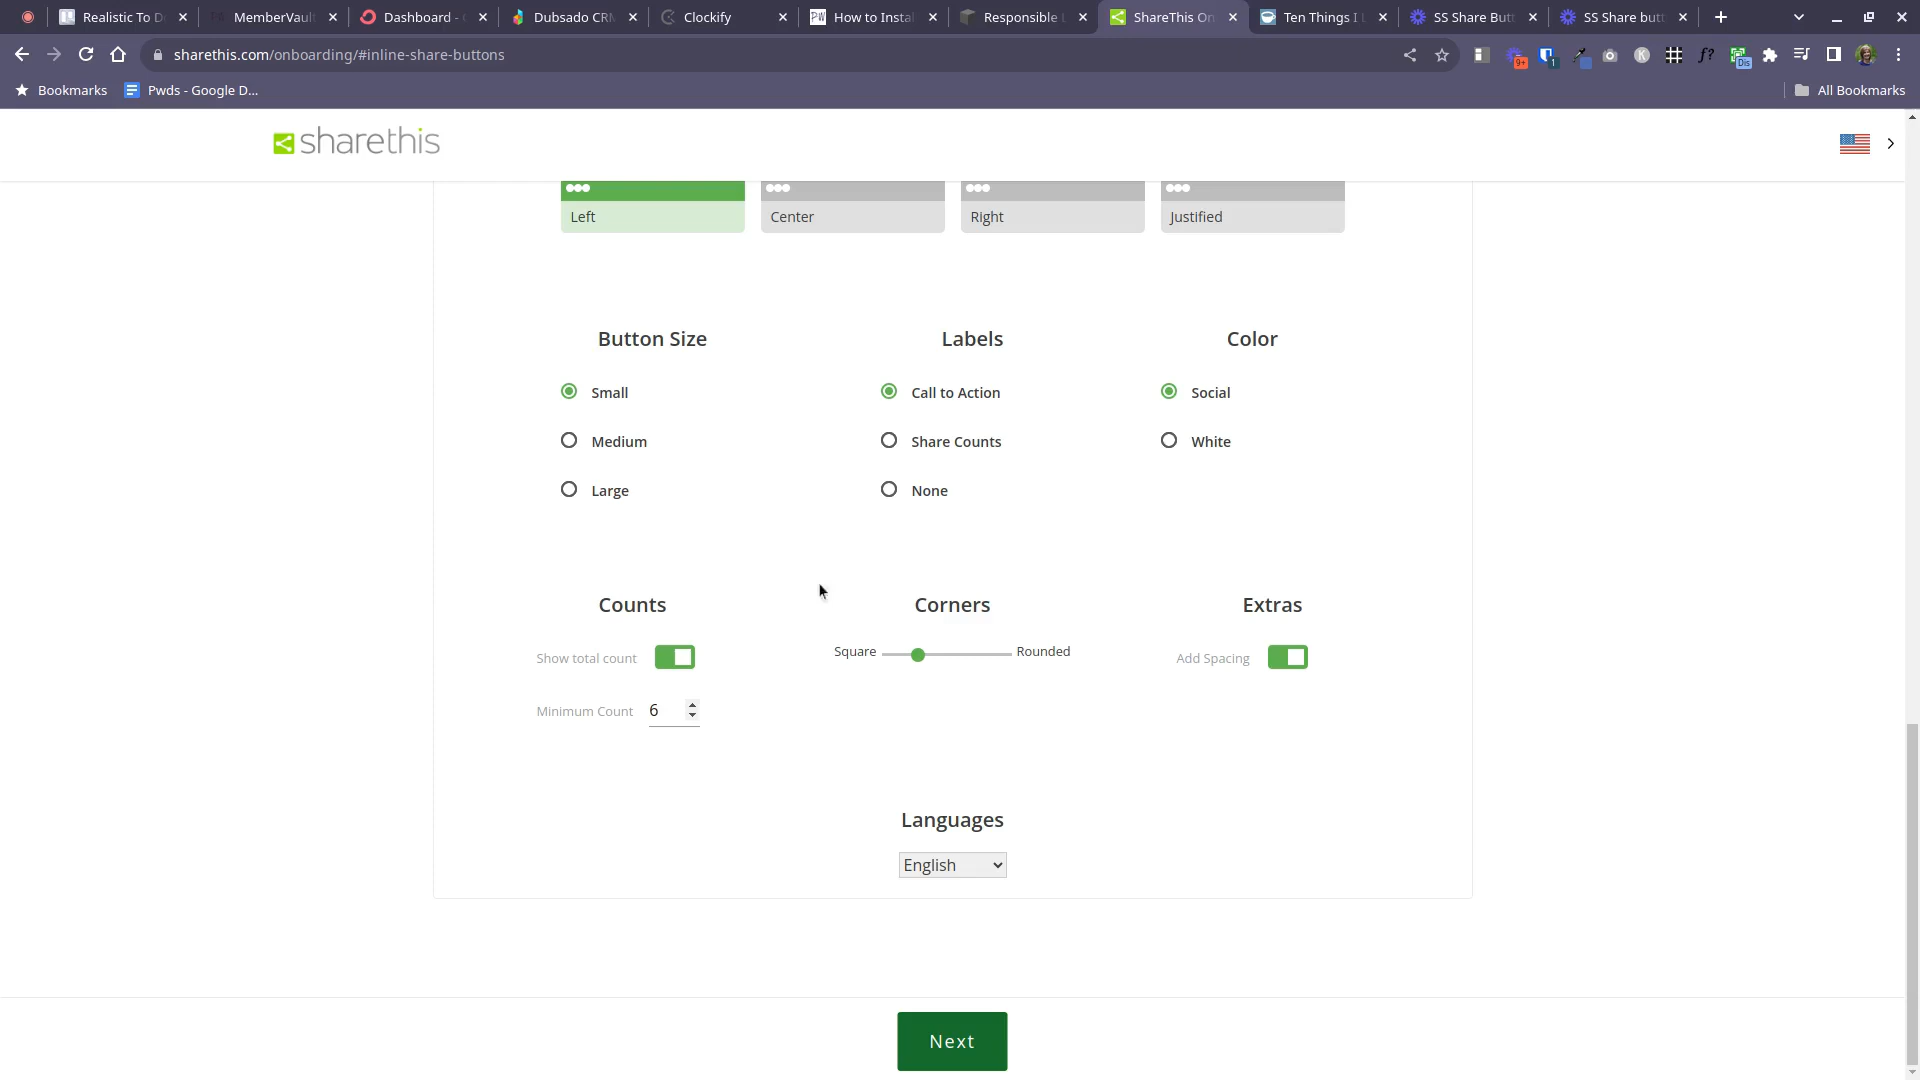 Realistic To D
MemberVault
Dashboard -
Dubsado CRM
Clockify
How to Instal
Responsible
ShareThis On
Ten Things I
SS Share Butt
SS Share butt
sharethis.com/onboarding/#inline-share-buttons
9+
1
K
f?
Dis
Bookmarks
Pwds - Google D...
All Bookmarks
sharethis
Left
Center
Right
Justified
Button Size
Labels
Color
Small
Call to Action
Social
Medium
Share Counts
White
Large
None
Counts
Corners
Extras
Show total count
Square
Rounded
Add Spacing
Minimum Count 6
Languages
English
Next